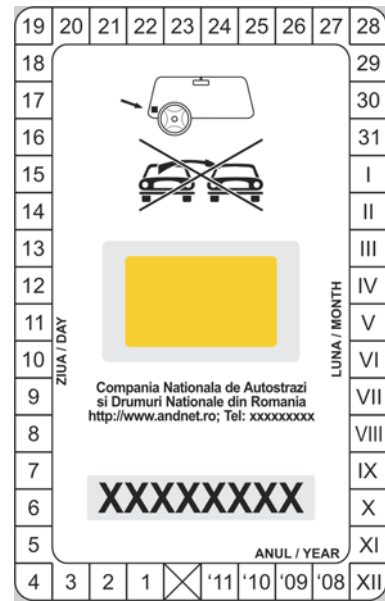 19 20 21 22 23 24 25 26 27 28
18 29
17 30
16 31
15 I
14 II
13 III
12 IV
11 V
10 VI
9 VII
8 VIII
7 IX
6 X
5 XI
4 3 2 1 '11 '10 '09 '08 XII
ZIUA / DAY
LUNA / MONTH
Compania Nationala de Autostrazi
si Drumuri Nationale din Romania
http://www.andnet.ro; Tel: xxxxxxxxx
XXXXXXXX
ANUL / YEAR